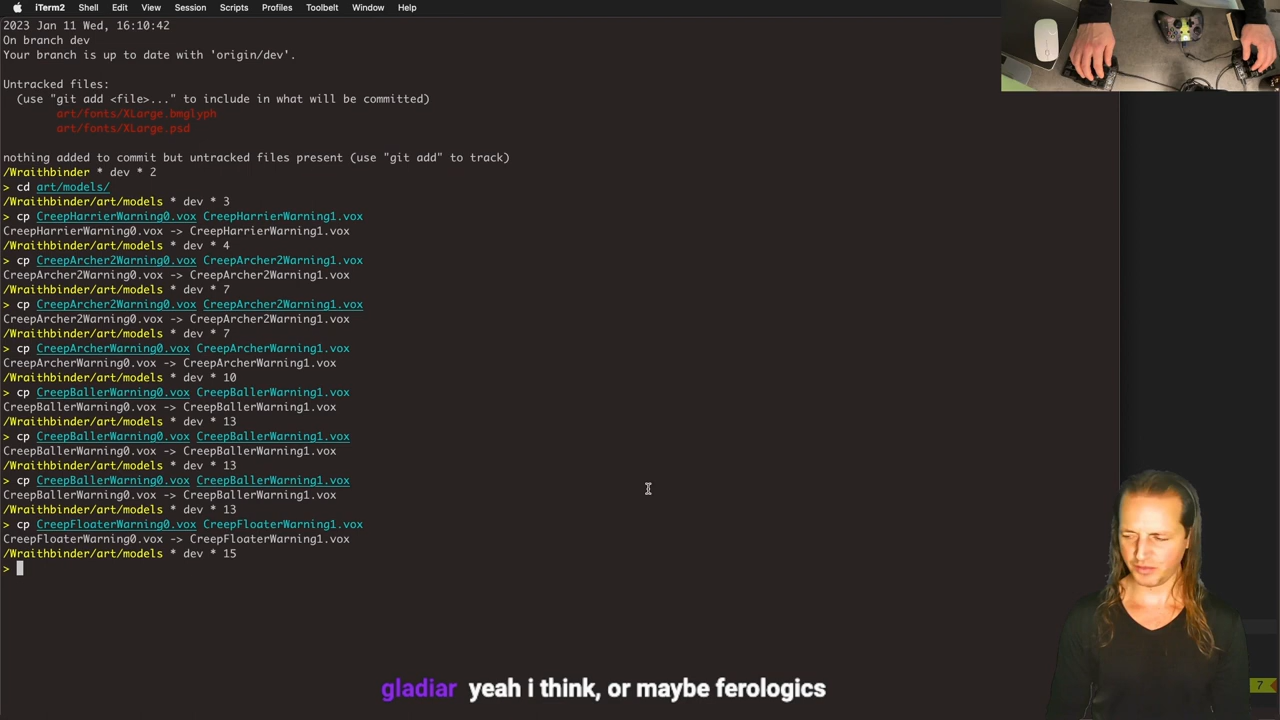 iTerm2 Shell Edit View Session Scripts Profiles Toolbelt Window Help
2023 Jan 11 Wed, 16:10:42
On branch dev
Your branch is up to date with 'origin/dev'.
Untracked files:
(use "git add <file>..." to include in what will be committed)
art/fonts/XLarge.bmglyph
art/fonts/XLarge.psd
nothing added to commit but untracked files present (use "git add" to track)
/Wraithbinder * dev * 2
> cd art/models/
/Wraithbinder/art/models * dev * 3
> cp CreepHarrierWarning0.vox CreepHarrierWarning1.vox
CreepHarrierWarning0.vox -> CreepHarrierWarning1.vox
/Wraithbinder/art/models * dev * 4
> cp CreepArcher2Warning0.vox CreepArcher2Warning1.vox
CreepArcher2Warning0.vox -> CreepArcher2Warning1.vox
/Wraithbinder/art/models * dev * 7
> cp CreepArcher2Warning0.vox CreepArcher2Warning1.vox
CreepArcher2Warning0.vox -> CreepArcher2Warning1.vox
/Wraithbinder/art/models * dev * 7
> cp CreepArcherWarning0.vox CreepArcherWarning1.vox
CreepArcherWarning0.vox -> CreepArcherWarning1.vox
/Wraithbinder/art/models * dev * 10
> cp CreepBallerWarning0.vox CreepBallerWarning1.vox
CreepBallerWarning0.vox -> CreepBallerWarning1.vox
/Wraithbinder/art/models * dev * 13
> cp CreepBallerWarning0.vox CreepBallerWarning1.vox
CreepBallerWarning0.vox -> CreepBallerWarning1.vox
/Wraithbinder/art/models * dev * 13
> cp CreepBallerWarning0.vox CreepBallerWarning1.vox
CreepBallerWarning0.vox -> CreepBallerWarning1.vox
/Wraithbinder/art/models * dev * 13
> cp CreepFloaterWarning0.vox CreepFloaterWarning1.vox
CreepFloaterWarning0.vox -> CreepFloaterWarning1.vox
/Wraithbinder/art/models * dev * 15
>
gladiar yeah i think, or maybe ferologics
7